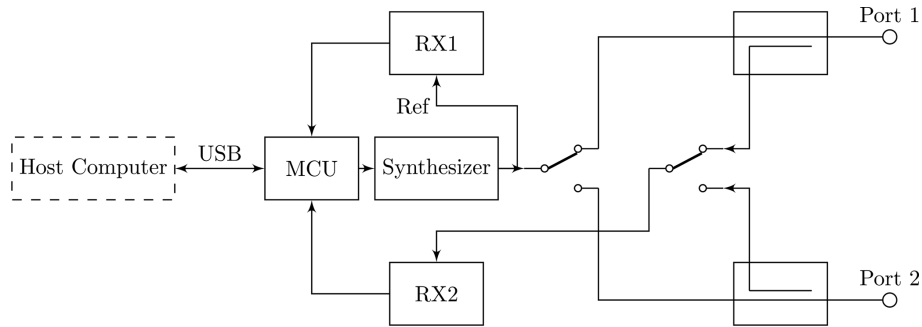 Port 1
RX1
Ref
USB
Host Computer
MCU
Synthesizer
Port 2
RX2